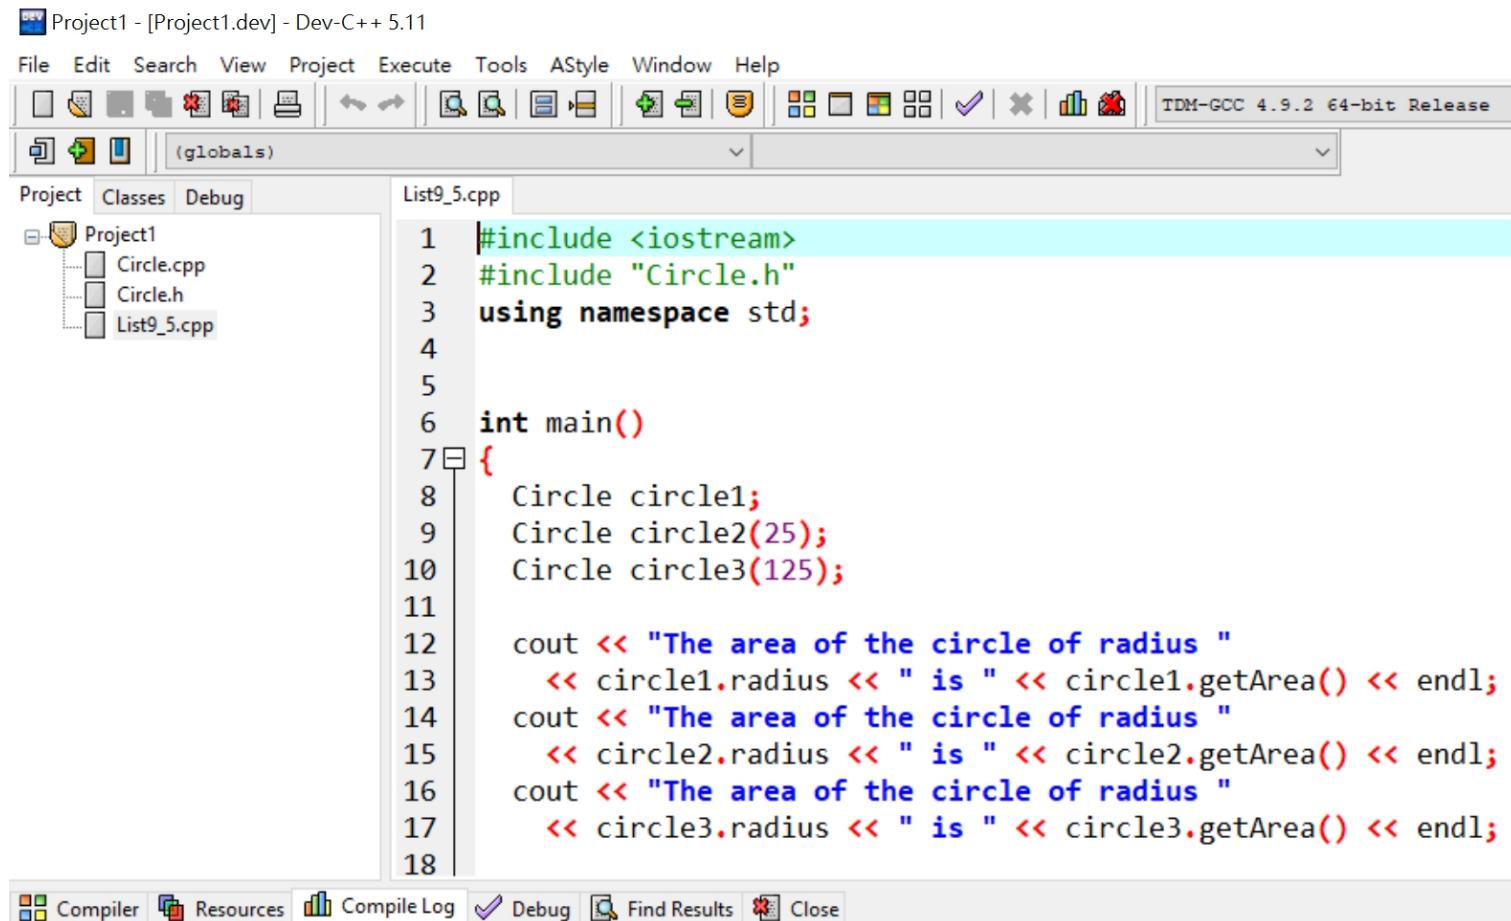 Project1 - [Project1.dev] - Dev-C++ 5.11
File Edit Search View Project Execute Tools AStyle Window Help
TDM-GCC 4.9.2 64-bit Release
(globals)
Project Classes Debug
Project1
Circle.cpp
Circle.h
List9_5.cpp
List9_5.cpp
1 #include <iostream>
2 #include "Circle.h"
3 using namespace std;
4
5
6 int main()
7 {
8 Circle circle1;
9 Circle circle2(25);
10 Circle circle3(125);
11
12 cout << "The area of the circle of radius "
13 << circle1.radius << " is " << circle1.getArea() << endl;
14 cout << "The area of the circle of radius "
15 << circle2.radius << " is " << circle2.getArea() << endl;
16 cout << "The area of the circle of radius "
17 << circle3.radius << " is " << circle3.getArea() << endl;
18
Compiler Resources Compile Log Debug Find Results Close